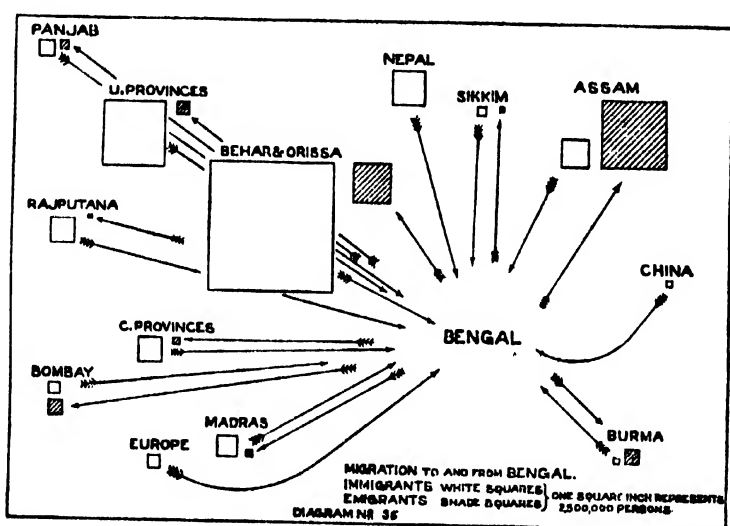 PANJAB
U. PROVINCES
NEPAL
SIKKIM
ASSAM
BEHAR & ORISSA
RAJPUTANA
CHINA
C. PROVINCES
BENGAL
BOMBAY
MADRAS
EUROPE
BURMA
MIGRATION TO AND FROM BENGAL.
IMMIGRANTS WHITE SQUARES
EMIGRANTS SHADE SQUARES
ONE SQUARE INCH REPRESENTS
2,500,000 PERSONS.
DIAGRAM Nº 36